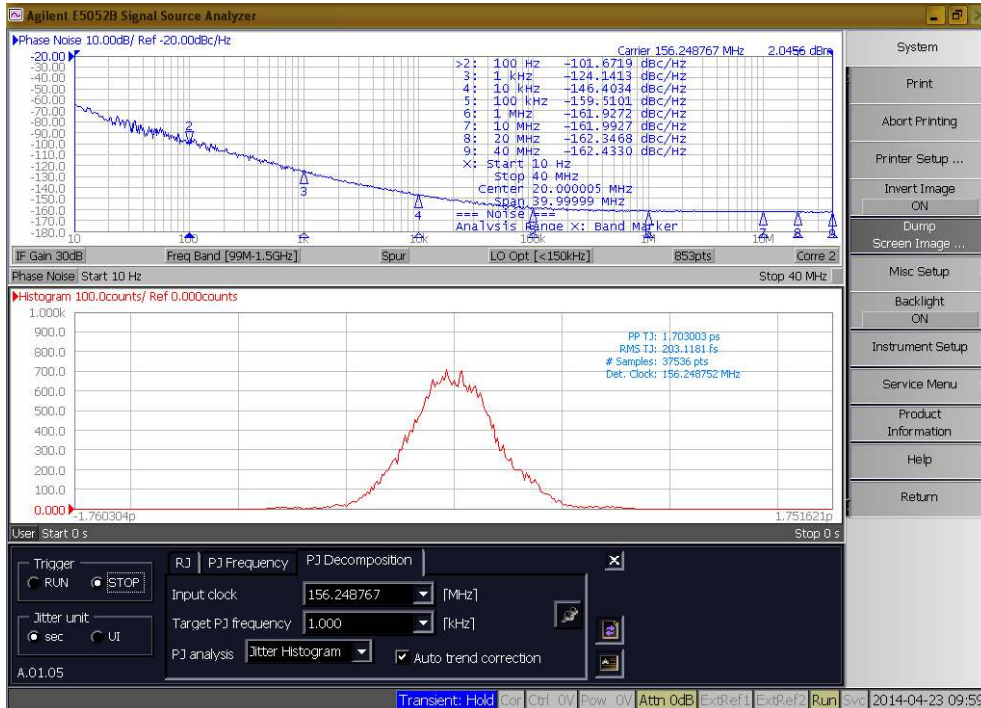 Agilent E5052B Signal Source Analyzer
Phase Noise 10.00dB/ Ref -20.00dBc/Hz
Carrier 156.248767 MHz 2.0456 dBm
-20.00
-30.00
-40.00
-50.00
-60.00
-70.00
-80.00
-90.00
-100.0
-110.0
-120.0
-130.0
-140.0
-150.0
-160.0
-170.0
-180.0
>2: 100 Hz -101.6719 dBc/Hz
3: 1 kHz -124.1413 dBc/Hz
4: 10 kHz -146.4034 dBc/Hz
5: 100 kHz -159.5101 dBc/Hz
6: 1 MHz -161.9272 dBc/Hz
7: 10 MHz -161.9927 dBc/Hz
8: 20 MHz -162.3468 dBc/Hz
9: 40 MHz -162.4330 dBc/Hz
X: Start 10 Hz
Stop 40 MHz
Center 20.000005 MHz
Span 39.99999 MHz
=== Noise ===
Analysis Range X: Band Marker
2
3
4
10 100 1k 10k 100k 1M 10M
IF Gain 30dB Freq Band [99M-1.5GHz] Spur LO Opt [<150kHz] 853pts Corre 2
Phase Noise Start 10 Hz Stop 40 MHz
Histogram 100.0counts/ Ref 0.000counts
1.000k
900.0
800.0
700.0
600.0
500.0
400.0
300.0
200.0
100.0
0.000
PP TJ: 1.703003 ps
RMS TJ: 203.1181 fs
# Samples: 37536 pts
Det. Clock: 156.248752 MHz
-1.760304p 1.751621p
User Start 0 s Stop 0 s
Trigger
RUN STOP
Jitter unit
sec UI
A.01.05
RJ PJ Frequency PJ Decomposition
Input clock 156.248767 [MHz]
Target PJ frequency 1.000 [kHz]
PJ analysis Jitter Histogram Auto trend correction
System
Print
Abort Printing
Printer Setup ...
Invert Image
ON
Dump
Screen Image ...
Misc Setup
Backlight
ON
Instrument Setup
Service Menu
Product
Information
Help
Return
Transient: Hold Cor Ctrl 0V Pow 0V Attn 0dB ExtRef1 ExtRef2 Run Svc 2014-04-23 09:59